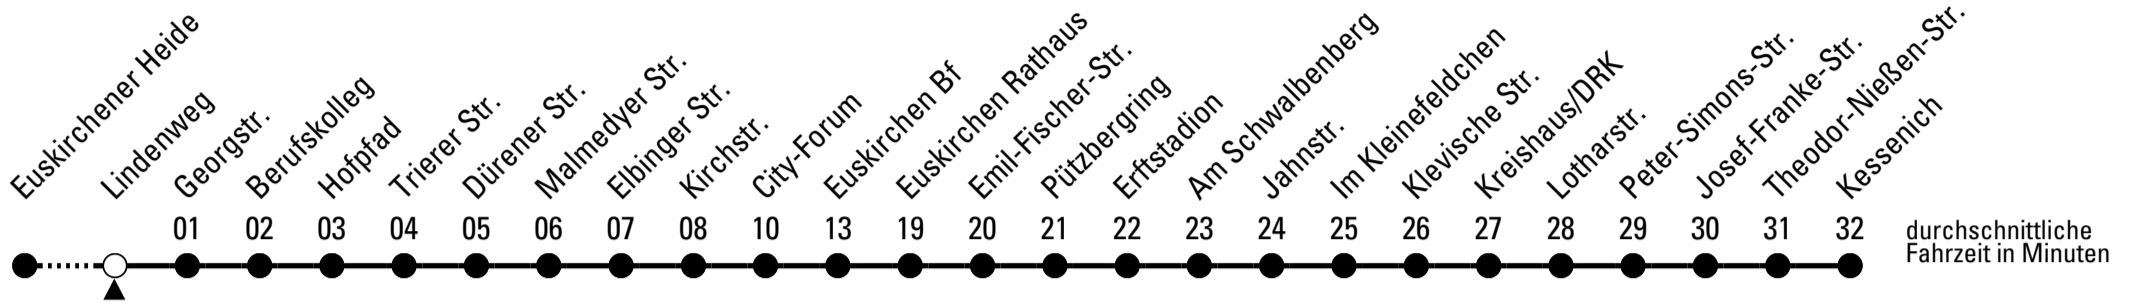 Euskirchener Heide
Lindenweg
Georgstr.
Berufskolleg
Hofpfad
Trierer Str.
Dürener Str.
Malmedyer Str.
Elbinger Str.
Kirchstr.
City-Forum
Euskirchen Bf
Euskirchen Rathaus
Emil-Fischer-Str.
Pützbergring
Erftstadion
Am Schwalbenberg
Jahnstr.
Im Kleinefeldchen
Klevische Str.
Kreishaus/DRK
Lotharstr.
Peter-Simons-Str.
Josef-Franke-Str.
Theodor-Nießen-Str.
Kessenich
01 02 03 04 05 06 07 08 10 13 19 20 21 22 23 24 25 26 27 28 29 30 31 32
durchschnittliche
Fahrzeit in Minuten